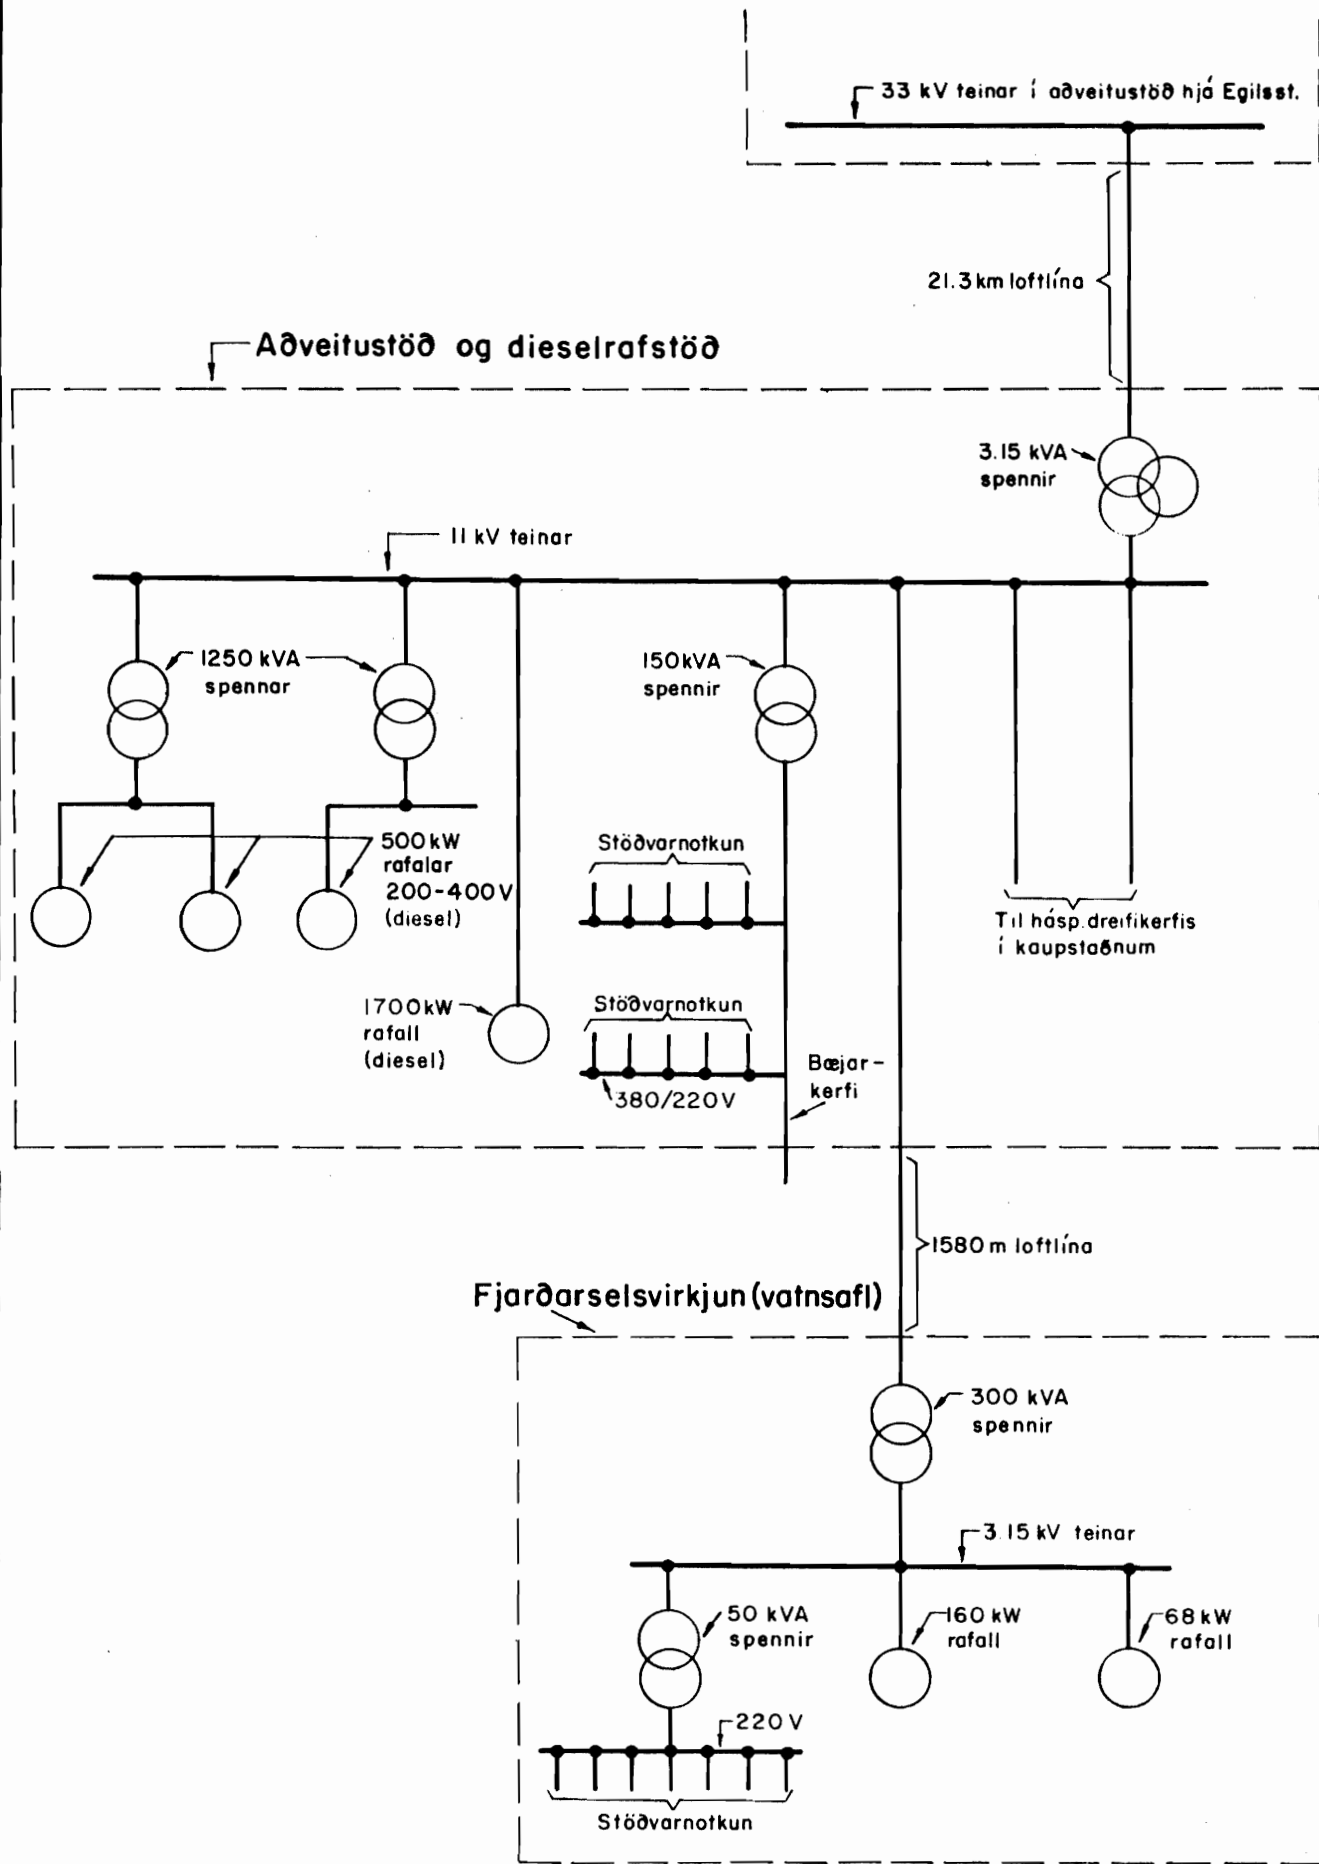 33 kV teinar í aðveitustöð hjá Egilsst.
21.3 km loftlína
Aðveitustöð og dieselrafstöð
3.15 kVA
spennir
11 kV teinar
1250 kVA
spennar
150 kVA
spennir
500 kW
rafalar
200-400 V
(diesel)
Stöðvarnotkun
Til hásp. dreifikerfis
í kaupstaðnum
1700 kW
rafall
(diesel)
Stöðvarnotkun
380/220 V
Bæjar-
kerfi
1580 m loftlína
Fjarðarselsvirkjun (vatnsafl)
300 kVA
spennir
3.15 kV teinar
50 kVA
spennir
160 kW
rafall
68 kW
rafall
220 V
Stöðvarnotkun